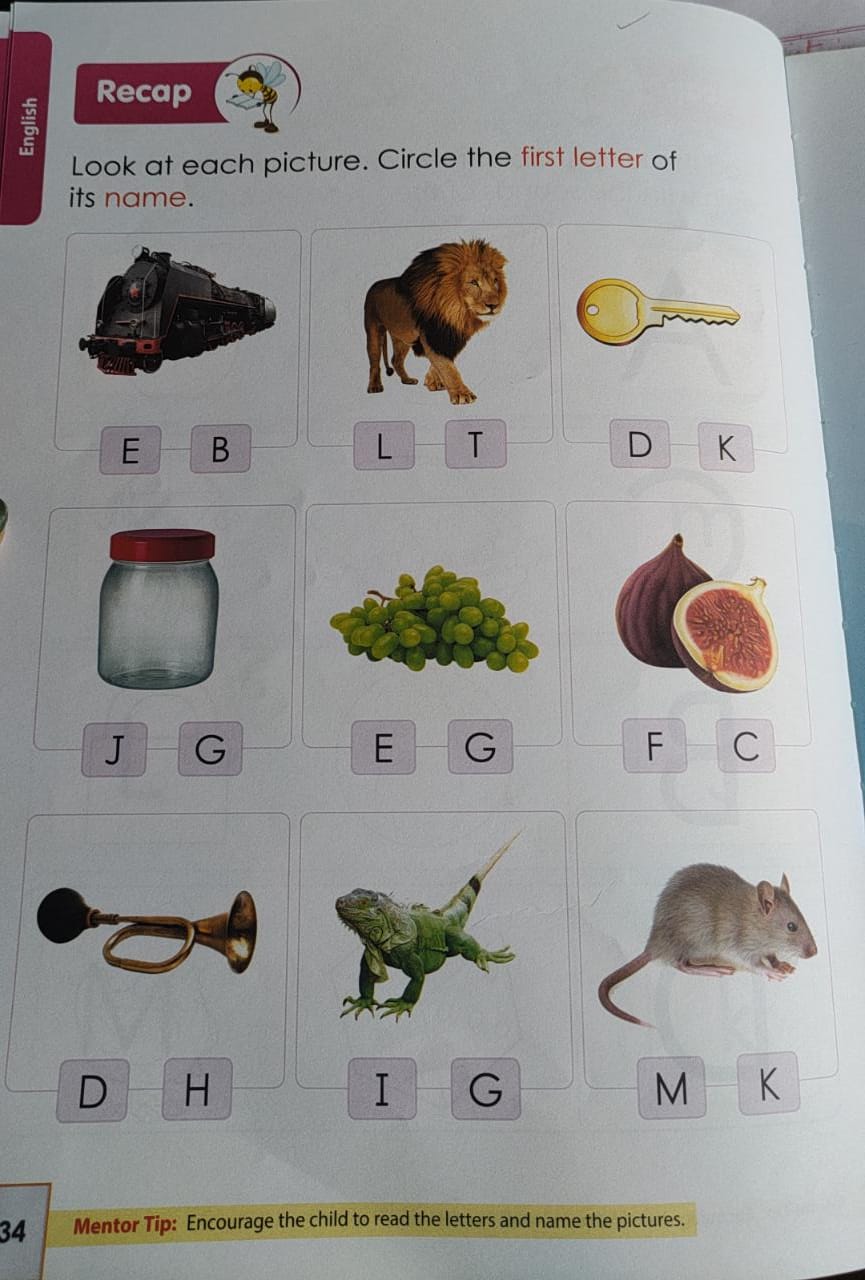 English
Recap
Look at each picture. Circle the first letter of
its name.
E B
L T
D K
J G
E G
F C
D H
I G
M K
34
Mentor Tip: Encourage the child to read the letters and name the pictures.